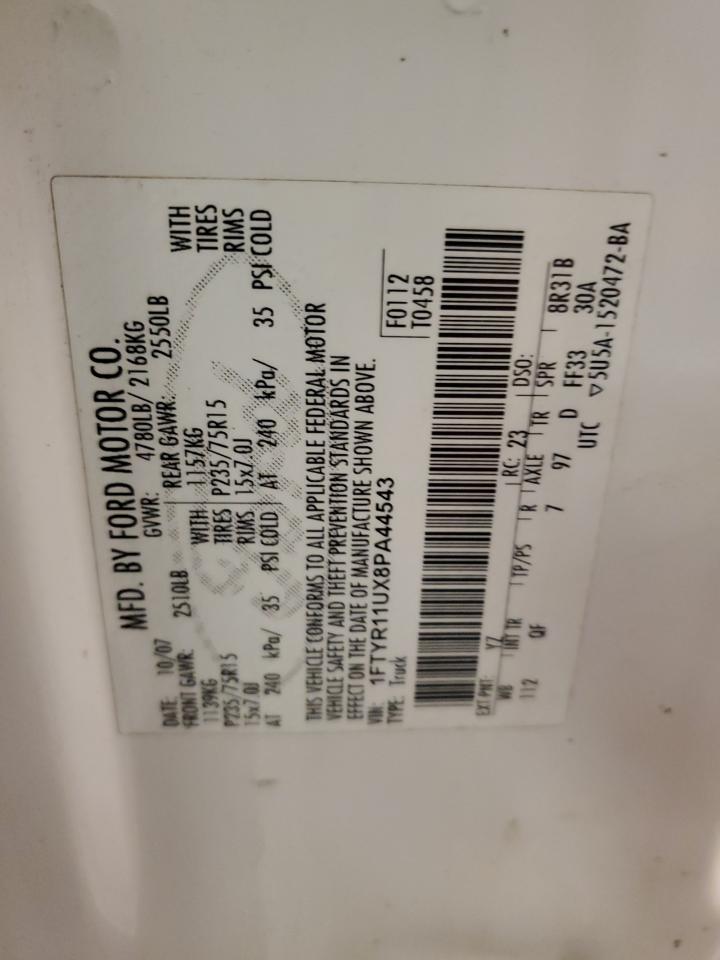 MFD. BY FORD MOTOR CO.
DATE: 10/07 GVWR: 4780LB/ 2168KG
FRONT GAWR: 2510LB REAR GAWR: 2550LB
1139KG WITH 1157KG WITH
P235/75R15 TIRES P235/75R15 TIRES
15x7.0J RIMS 15x7.0J RIMS
AT 240 kPa/ 35 PSI COLD AT 240 kPa/ 35 PSI COLD
THIS VEHICLE CONFORMS TO ALL APPLICABLE FEDERAL MOTOR
VEHICLE SAFETY AND THEFT PREVENTION STANDARDS IN
EFFECT ON THE DATE OF MANUFACTURE SHOWN ABOVE.
VIN: 1FTYR11UX8PA44543
TYPE: Truck
F0112
T0458
EXT PNT: YZ RC: 23 DSO:
WB INT TR TP/PS R AXLE TR SPR
112 QF 7 97 D FF33 8R31B
30A
UTC ▽5U5A-1520472-BA